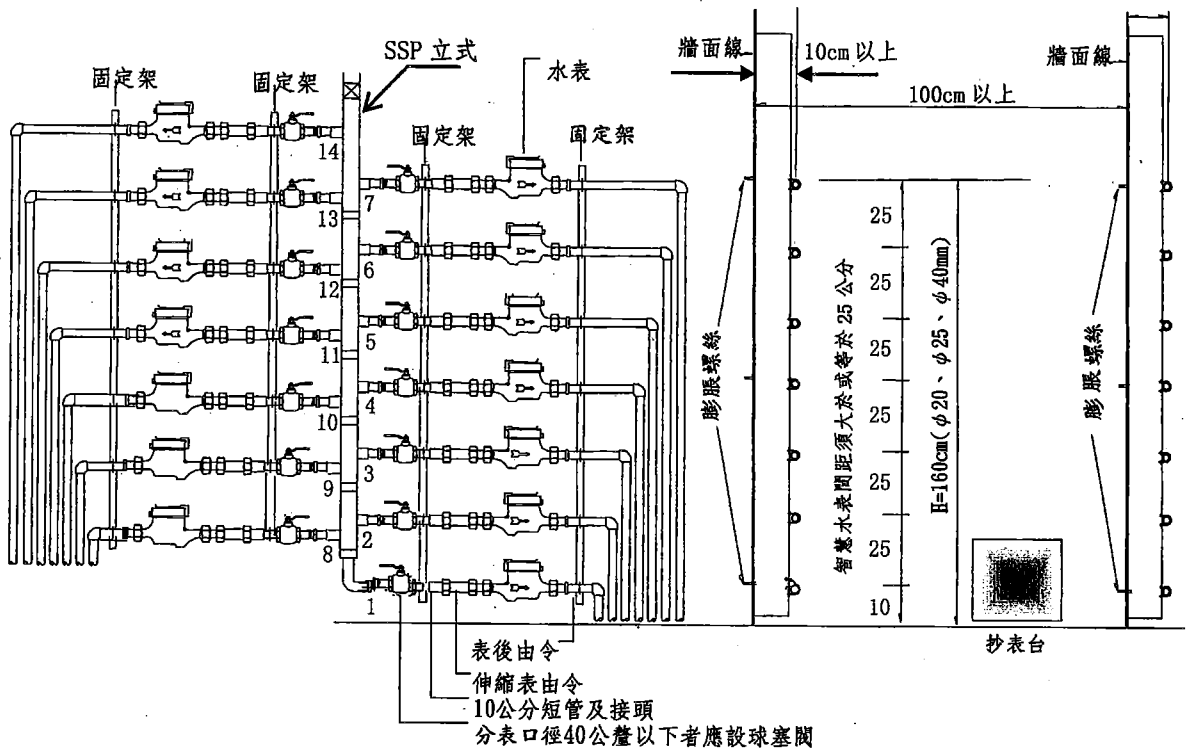 SSP 立式
固定架
固定架
水表
固定架
固定架
牆面線
10cm 以上
牆面線
100cm 以上
14
13
12
11
10
9
8
7
6
5
4
3
2
1
膨脹螺絲
智慧水表間距須大於或等於 25 公分
25
25
25
25
25
25
10
H=160cm(φ20、φ25、φ40mm)
膨脹螺絲
抄表台
表後由令
伸縮表由令
10公分短管及接頭
分表口徑40公釐以下者應設球塞閥